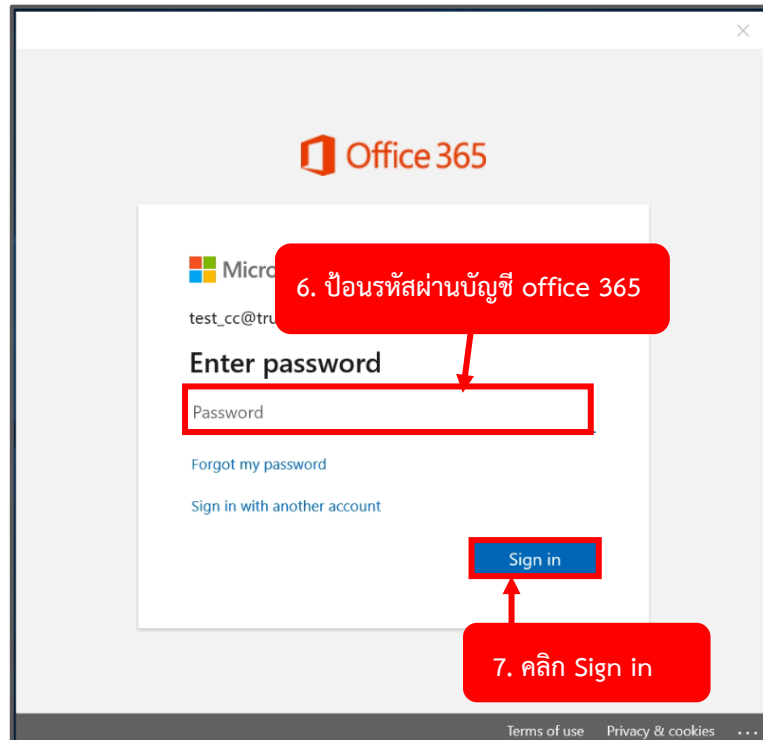 Office 365
6. ป้อนรหัสผ่านบัญชี office 365
test_cc@tru
Enter password
Password
Forgot my password
Sign in with another account
Sign in
7. คลิก Sign in
Terms of use Privacy & cookies ...